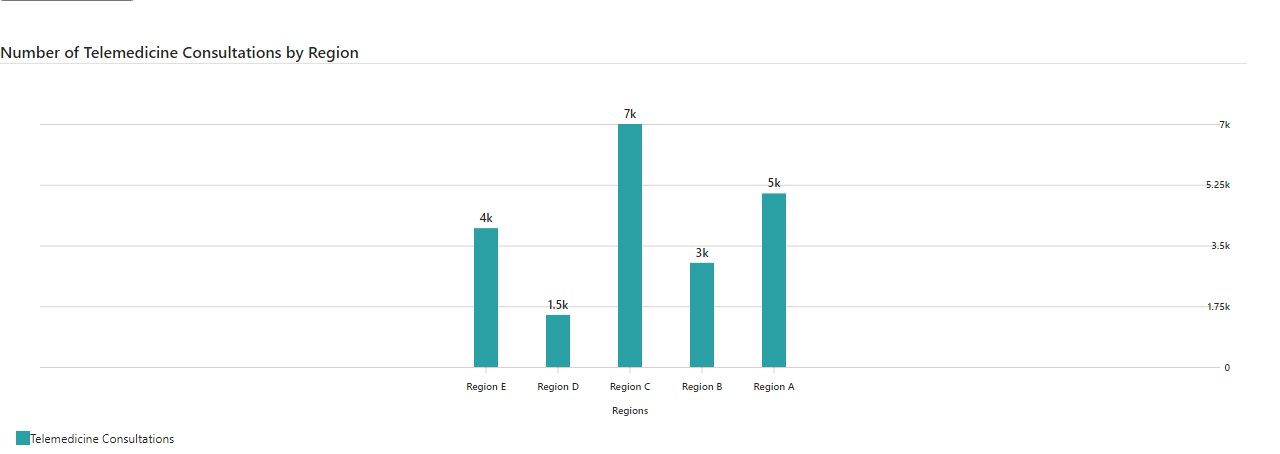 Number of Telemedicine Consultations by Region
7k
7k
5k
5.25k
4k
3.5k
3k
1.5k
1.75k
0
Region E Region D Region C Region B Region A
Regions
Telemedicine Consultations